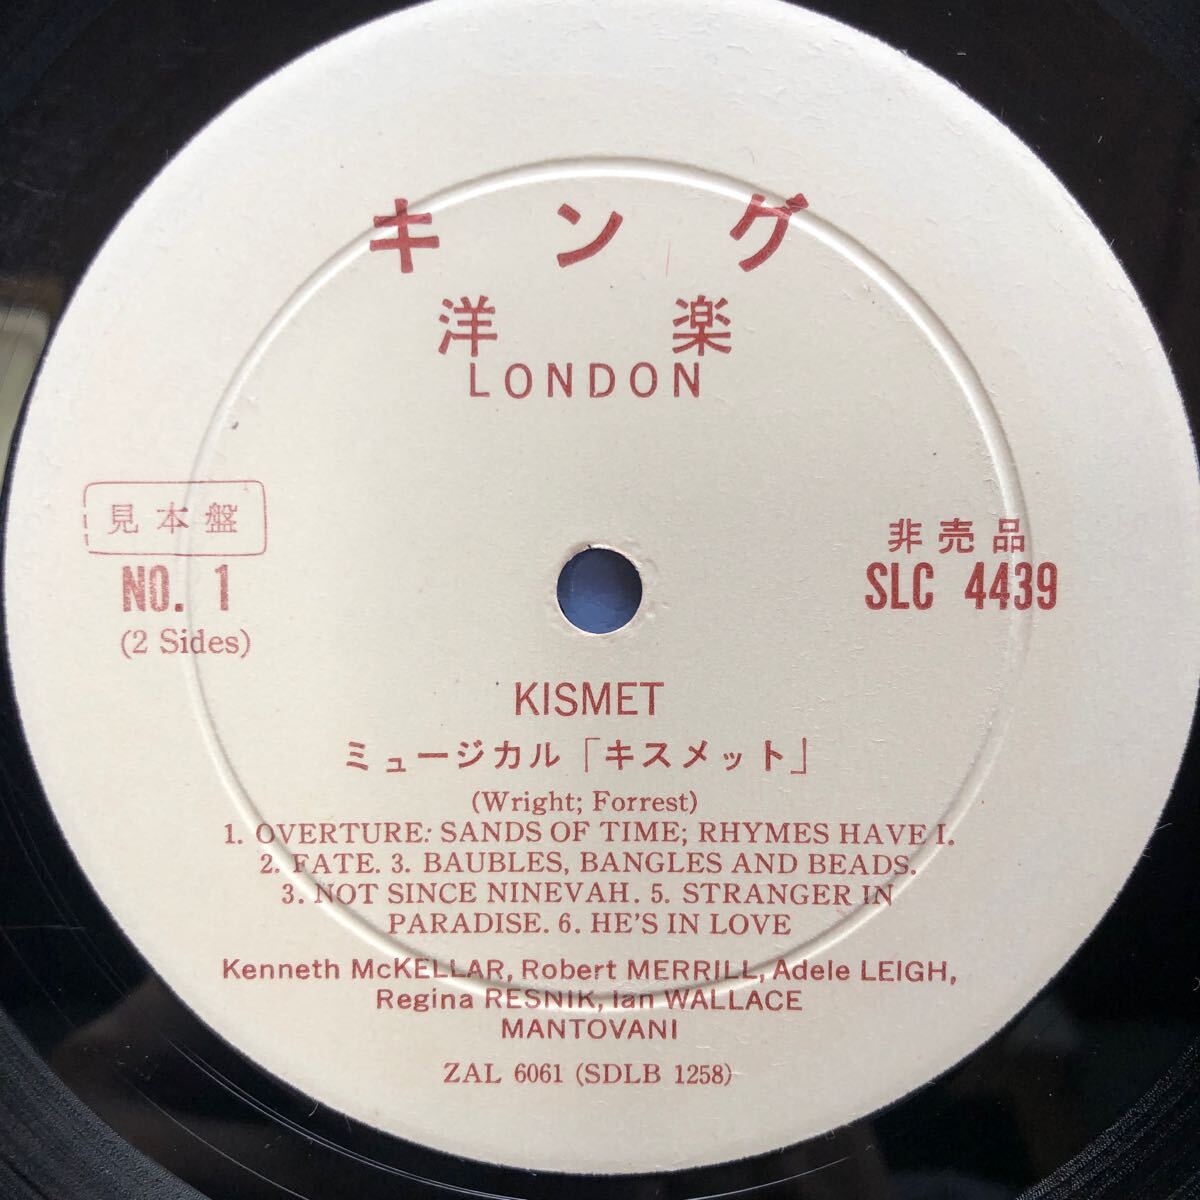 キング
洋楽
LONDON
見本盤
NO. 1
(2 Sides)
非売品
SLC 4439
KISMET
ミュージカル「キスメット」
(Wright; Forrest)
1. OVERTURE: SANDS OF TIME; RHYMES HAVE I.
2. FATE. 3. BAUBLES, BANGLES AND BEADS.
3. NOT SINCE NINEVAH. 5. STRANGER IN
PARADISE. 6. HE'S IN LOVE
Kenneth McKELLAR, Robert MERRILL, Adele LEIGH,
Regina RESNIK, Ian WALLACE
MANTOVANI
ZAL 6061 (SDLB 1258)